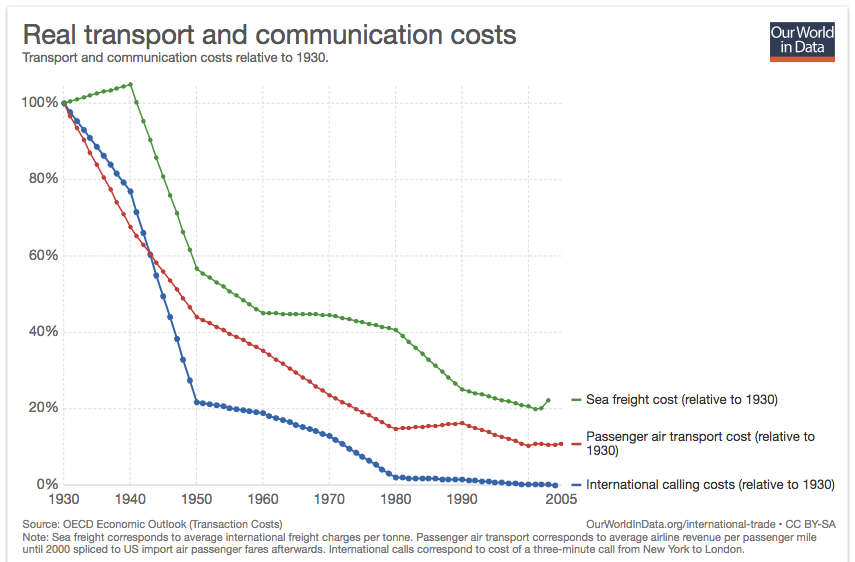 Real transport and communication costs
Transport and communication costs relative to 1930.
Our World
in Data
100%
80%
60%
40%
20%
0%
1930
1940
1950
1960
1970
1980
1990
2005
Sea freight cost (relative to 1930)
Passenger air transport cost (relative to
1930)
International calling costs (relative to 1930)
Source: OECD Economic Outlook (Transaction Costs)
OurWorldInData.org/international-trade • CC BY-SA
Note: Sea freight corresponds to average international freight charges per tonne. Passenger air transport corresponds to average airline revenue per passenger mile
until 2000 spliced to US import air passenger fares afterwards. International calls correspond to cost of a three-minute call from New York to London.